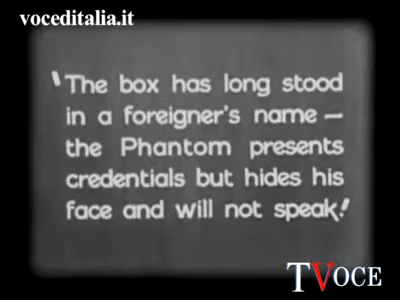 voceditalia.it
'The box has long stood
in a foreigner's name —
the Phantom presents
credentials but hides his
face and will not speak!
TVOCE